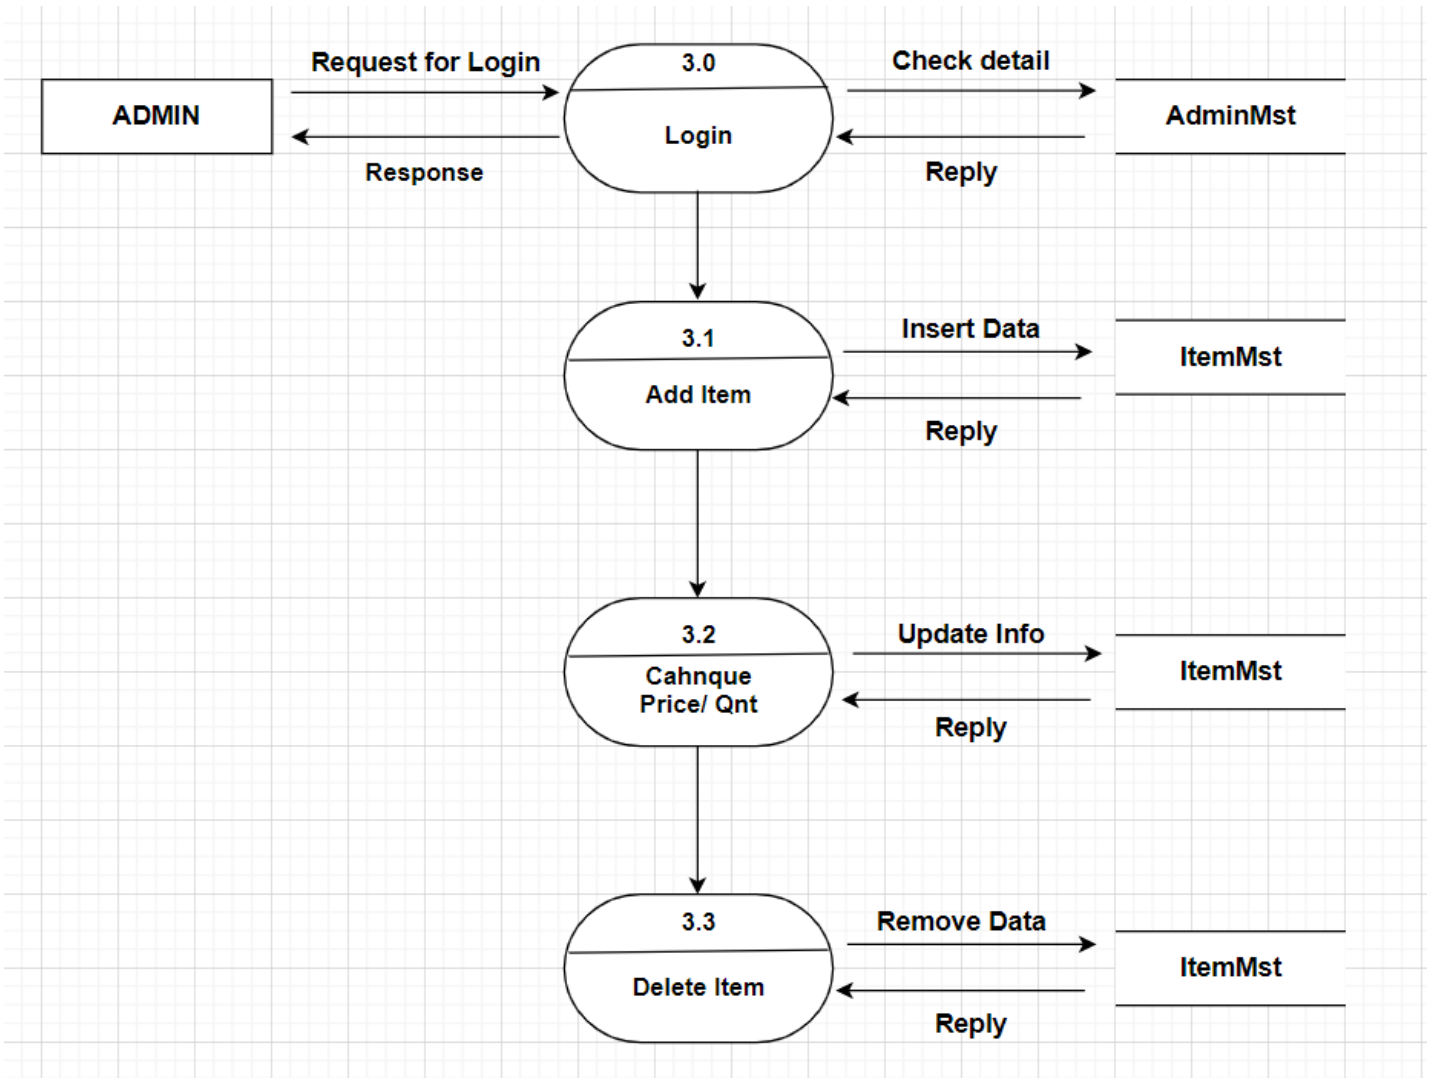 Request for Login
3.0
Check detail
ADMIN
Login
AdminMst
Response
Reply
3.1
Insert Data
Add Item
ItemMst
Reply
3.2
Update Info
Cahnque
Price/ Qnt
ItemMst
Reply
3.3
Remove Data
Delete Item
ItemMst
Reply